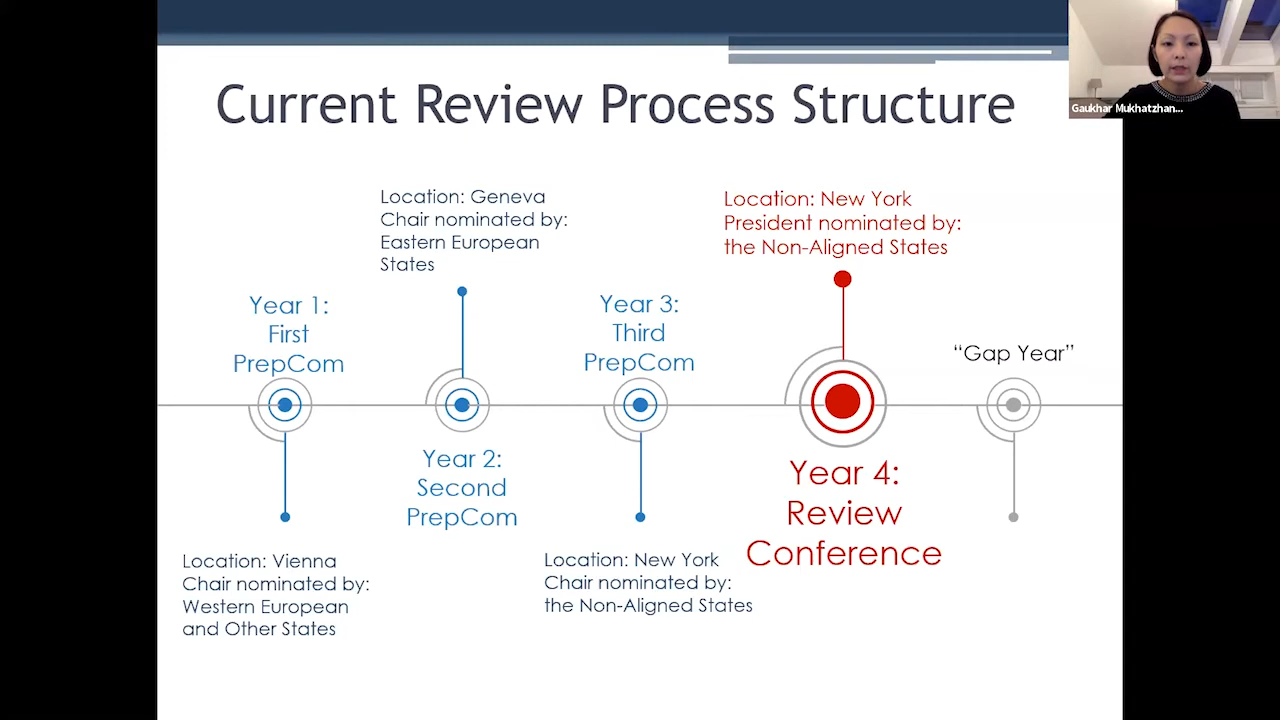 Current Review Process Structure
Gaukhar Mukhatzhan...
Location: Geneva
Chair nominated by:
Eastern European
States
Location: New York
President nominated by:
the Non-Aligned States
Year 1:
First
PrepCom
Year 3:
Third
PrepCom
“Gap Year”
Year 2:
Second
PrepCom
Year 4:
Review
Conference
Location: Vienna
Chair nominated by:
Western European
and Other States
Location: New York
Chair nominated by:
the Non-Aligned States